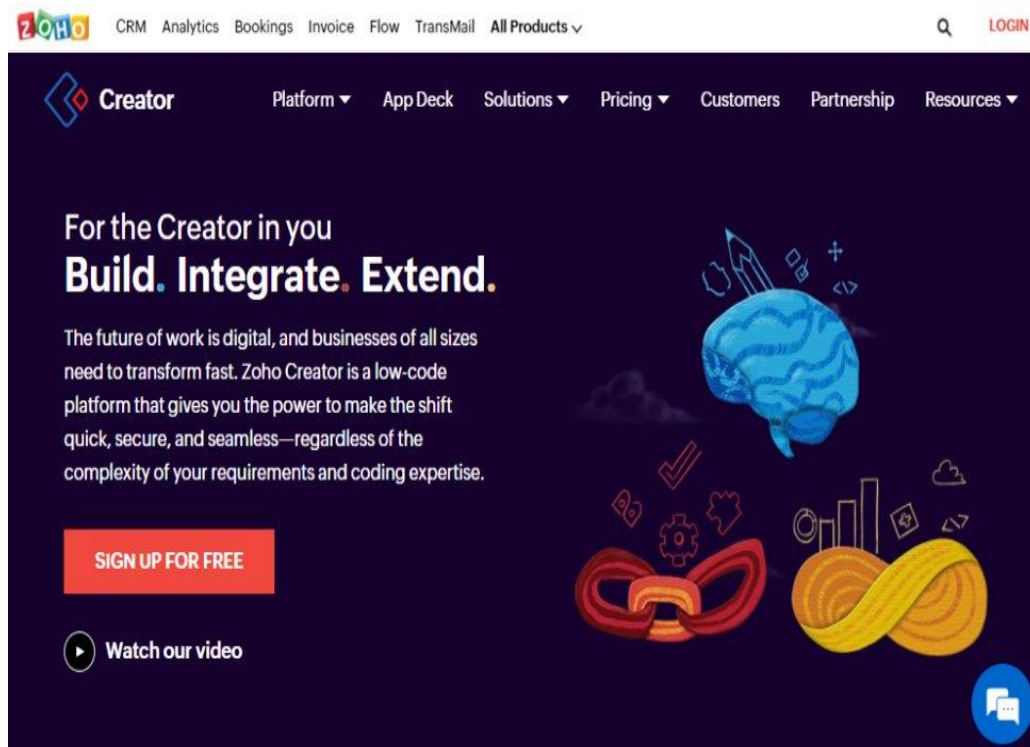 ZOHO CRM Analytics Bookings Invoice Flow TransMail All Products LOGIN
Creator Platform App Deck Solutions Pricing Customers Partnership Resources
For the Creator in you
Build. Integrate. Extend.
The future of work is digital, and businesses of all sizes
need to transform fast. Zoho Creator is a low-code
platform that gives you the power to make the shift
quick, secure, and seamless—regardless of the
complexity of your requirements and coding expertise.
SIGN UP FOR FREE
Watch our video